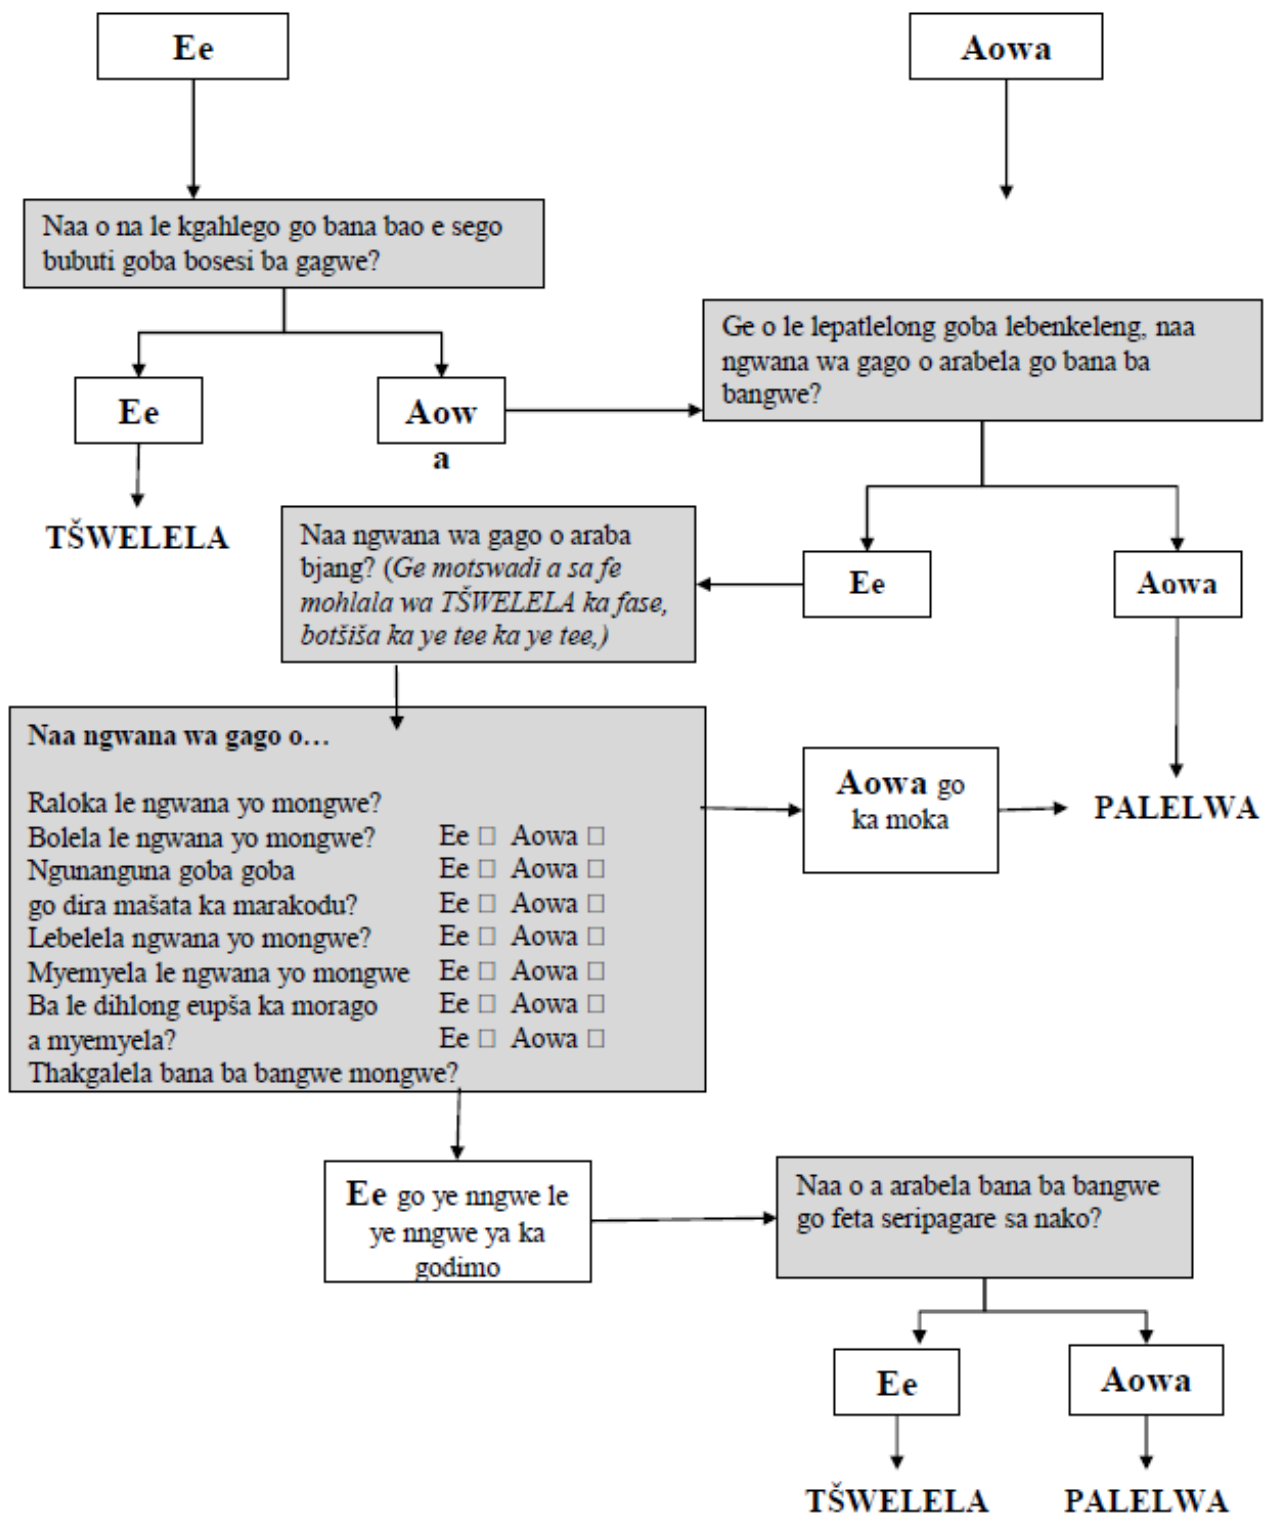 Ee
Aowa
Naa o na le kgahlego go bana bao e sego
bubuti goba bosesi ba gagwe?
Ge o le lepatlelong goba lebenkeleng, naa
ngwana wa gago o arabela go bana ba
bangwe?
Ee
Aow
a
TŠWELELA
Naa ngwana wa gago o araba
bjang? (Ge motswadi a sa fe
mohlala wa TŠWELELA ka fase,
botšiša ka ye tee ka ye tee,)
Ee
Aowa
Naa ngwana wa gago o…
Raloka le ngwana yo mongwe?
Bolela le ngwana yo mongwe? Ee □ Aowa □
Ngunanguna goba goba Ee □ Aowa □
go dira mašata ka marakodu? Ee □ Aowa □
Lebelela ngwana yo mongwe? Ee □ Aowa □
Myemyela le ngwana yo mongwe Ee □ Aowa □
Ba le dihlong eupša ka morago Ee □ Aowa □
a myemyela? Ee □ Aowa □
Thakgalela bana ba bangwe mongwe?
Aowa go
ka moka
PALELWA
Ee go ye nngwe le
ye nngwe ya ka
godimo
Naa o a arabela bana ba bangwe
go feta seripagare sa nako?
Ee
Aowa
TŠWELELA
PALELWA